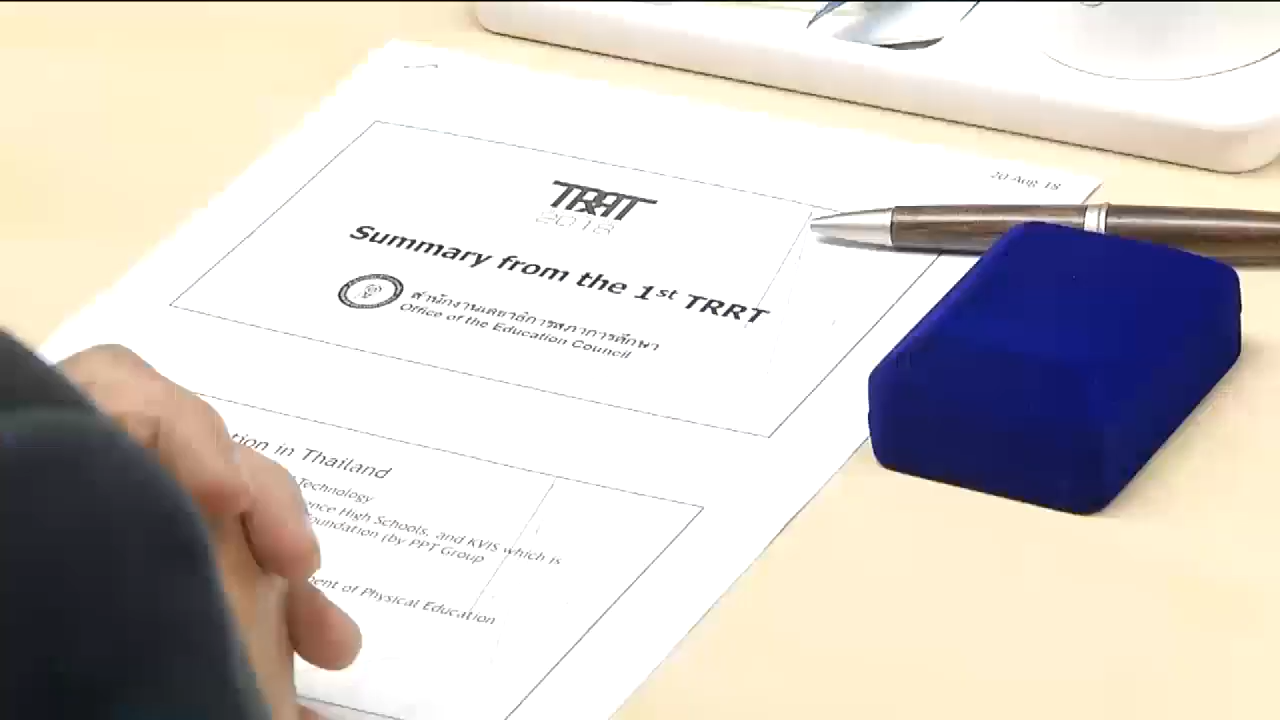 20 Aug 18
TRRT
2018
Summary from the 1st TRRT
สำนักงานเลขาธิการสภาการศึกษา
Office of the Education Council
tion in Thailand
Technology
ence High Schools, and KVIS which is
Foundation (by PPT Group
ent of Physical Education